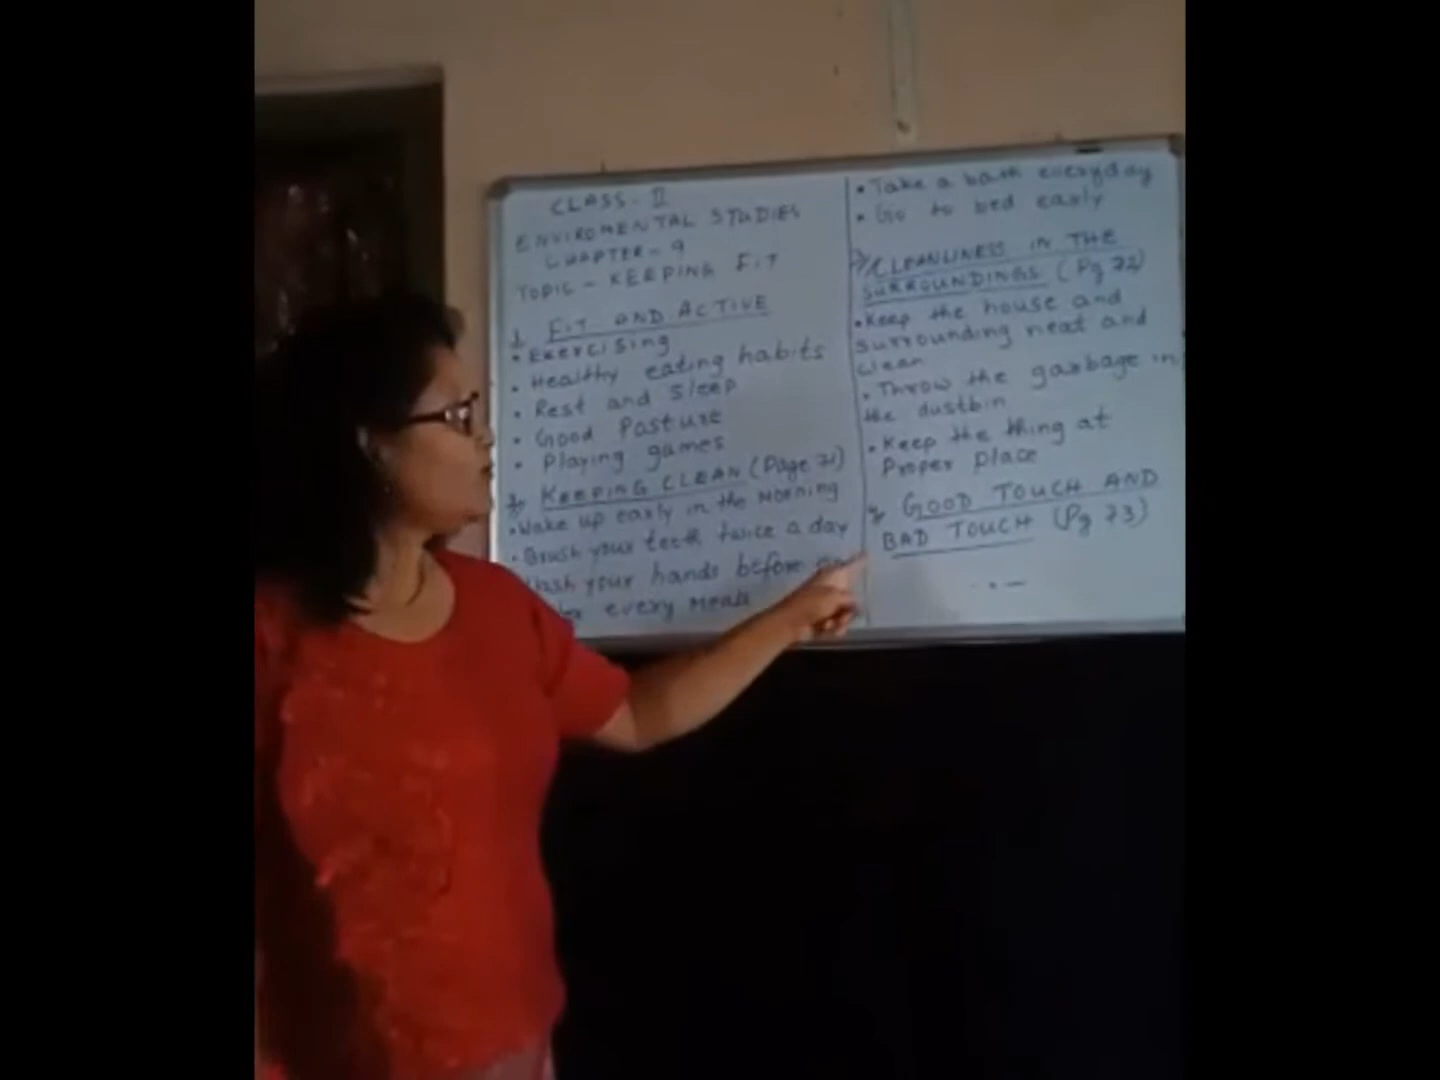 CLASS - II
ENVIROMENTAL STUDIES
CHAPTER - 9
TOPIC - KEEPING FIT
1. FIT AND ACTIVE
• Exercising
• Healthy eating habits
• Rest and Sleep
• Good Posture
• Playing games
2. KEEPING CLEAN (Page 71)
• Wake up early in the Morning
• Brush your teeth twice a day
your hands before
every Meals
• Take a bath everyday
• Go to bed early
3. CLEANLINESS IN THE
SURROUNDINGS (Pg 72)
• Keep the house and
surrounding neat and
clean
• Throw the garbage in
the dustbin
• Keep the thing at
Proper place
GOOD TOUCH AND
BAD TOUCH (Pg 73)